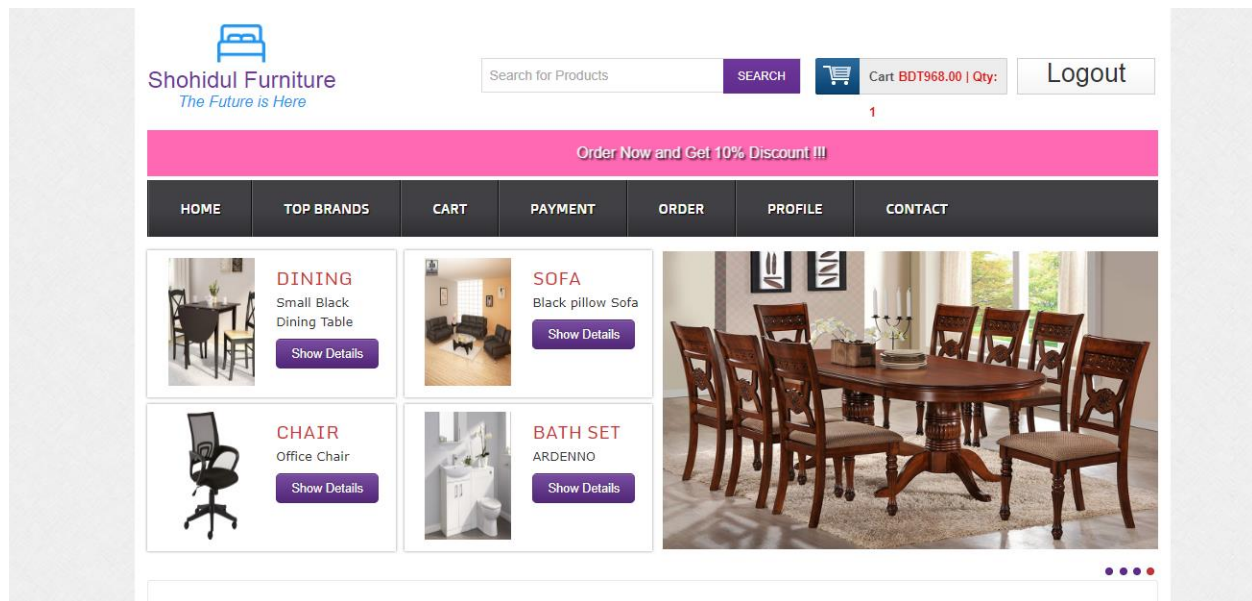 Shohidul Furniture
The Future is Here
Search for Products
SEARCH
Cart BDT968.00 | Qty:
1
Logout
Order Now and Get 10% Discount !!!
HOME
TOP BRANDS
CART
PAYMENT
ORDER
PROFILE
CONTACT
DINING
Small Black
Dining Table
Show Details
SOFA
Black pillow Sofa
Show Details
CHAIR
Office Chair
Show Details
BATH SET
ARDENNO
Show Details